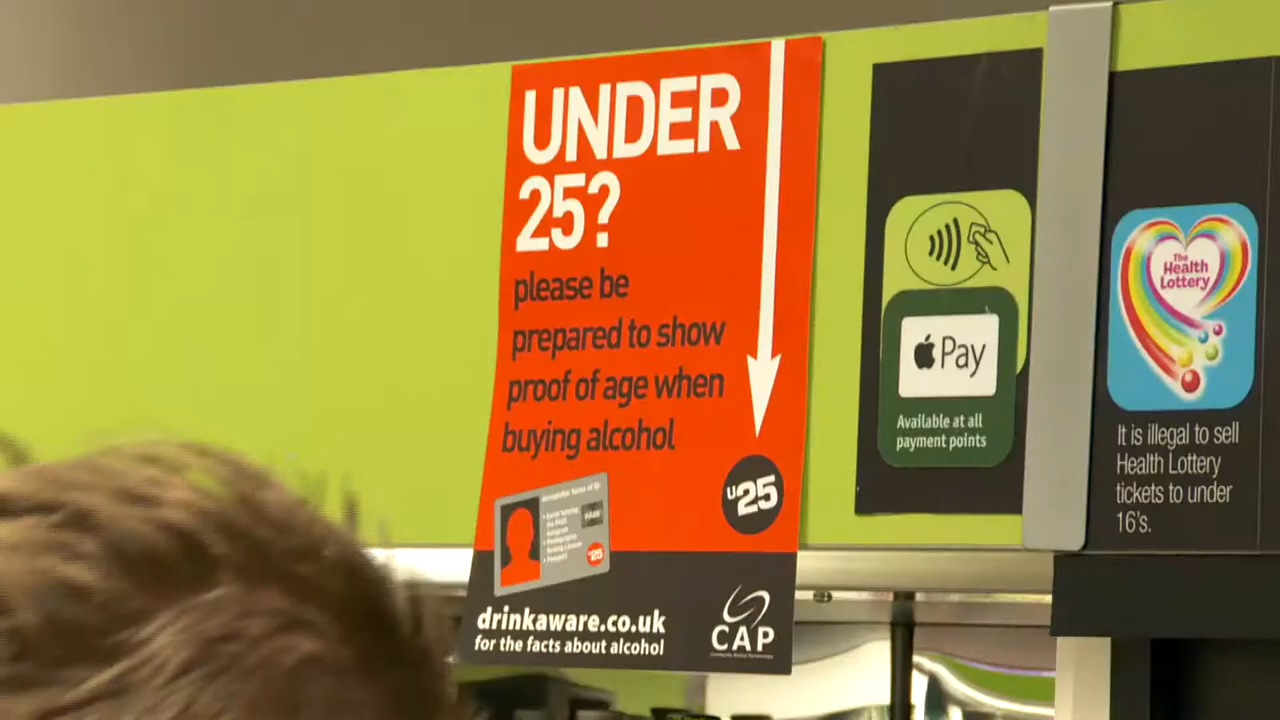 UNDER
25?
please be
prepared to show
proof of age when
buying alcohol
U25
PASS
U25
drinkaware.co.uk
for the facts about alcohol
CAP
Pay
Available at all
payment points
The
Health
Lottery
It is illegal to sell
Health Lottery
tickets to under
16's.